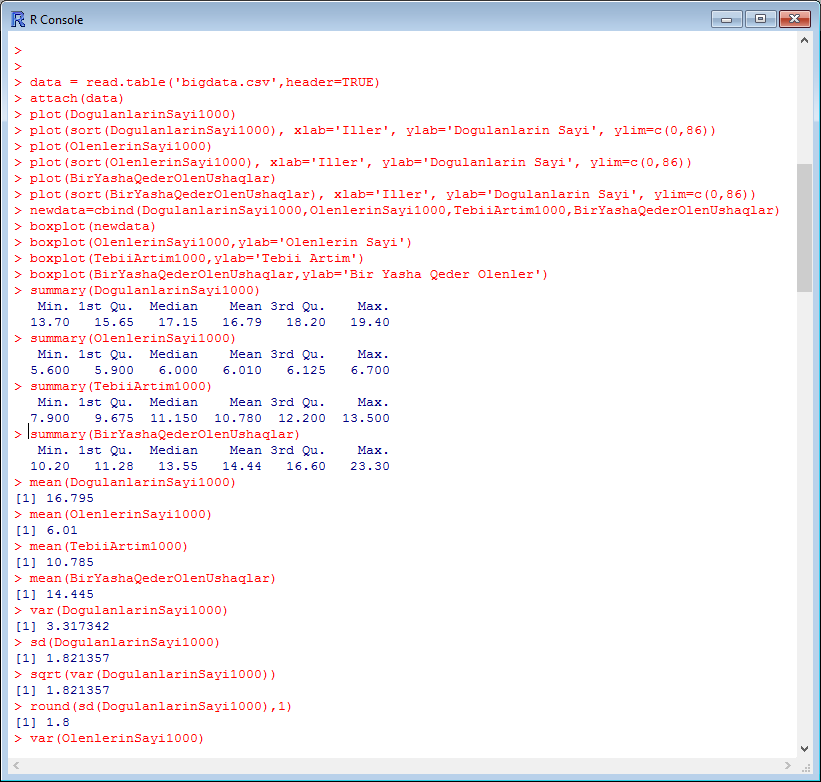 R Console
>
>
> data = read.table('bigdata.csv',header=TRUE)
> attach(data)
> plot(DogulanlarinSayi1000)
> plot(sort(DogulanlarinSayi1000), xlab='Iller', ylab='Dogulanlarin Sayi', ylim=c(0,86))
> plot(OlenlerinSayi1000)
> plot(sort(OlenlerinSayi1000), xlab='Iller', ylab='Dogulanlarin Sayi', ylim=c(0,86))
> plot(BirYashaQederOlenUshaqlar)
> plot(sort(BirYashaQederOlenUshaqlar), xlab='Iller', ylab='Dogulanlarin Sayi', ylim=c(0,86))
> newdata=cbind(DogulanlarinSayi1000,OlenlerinSayi1000,TebiiArtim1000,BirYashaQederOlenUshaqlar)
> boxplot(newdata)
> boxplot(OlenlerinSayi1000,ylab='Olenlerin Sayi')
> boxplot(TebiiArtim1000,ylab='Tebii Artim')
> boxplot(BirYashaQederOlenUshaqlar,ylab='Bir Yasha Qeder Olenler')
> summary(DogulanlarinSayi1000)
   Min. 1st Qu.  Median    Mean 3rd Qu.    Max.
  13.70   15.65   17.15   16.79   18.20   19.40
> summary(OlenlerinSayi1000)
   Min. 1st Qu.  Median    Mean 3rd Qu.    Max.
  5.600   5.900   6.000   6.010   6.125   6.700
> summary(TebiiArtim1000)
   Min. 1st Qu.  Median    Mean 3rd Qu.    Max.
  7.900   9.675  11.150  10.780  12.200  13.500
> summary(BirYashaQederOlenUshaqlar)
   Min. 1st Qu.  Median    Mean 3rd Qu.    Max.
  10.20   11.28   13.55   14.44   16.60   23.30
> mean(DogulanlarinSayi1000)
[1] 16.795
> mean(OlenlerinSayi1000)
[1] 6.01
> mean(TebiiArtim1000)
[1] 10.785
> mean(BirYashaQederOlenUshaqlar)
[1] 14.445
> var(DogulanlarinSayi1000)
[1] 3.317342
> sd(DogulanlarinSayi1000)
[1] 1.821357
> sqrt(var(DogulanlarinSayi1000))
[1] 1.821357
> round(sd(DogulanlarinSayi1000),1)
[1] 1.8
> var(OlenlerinSayi1000)